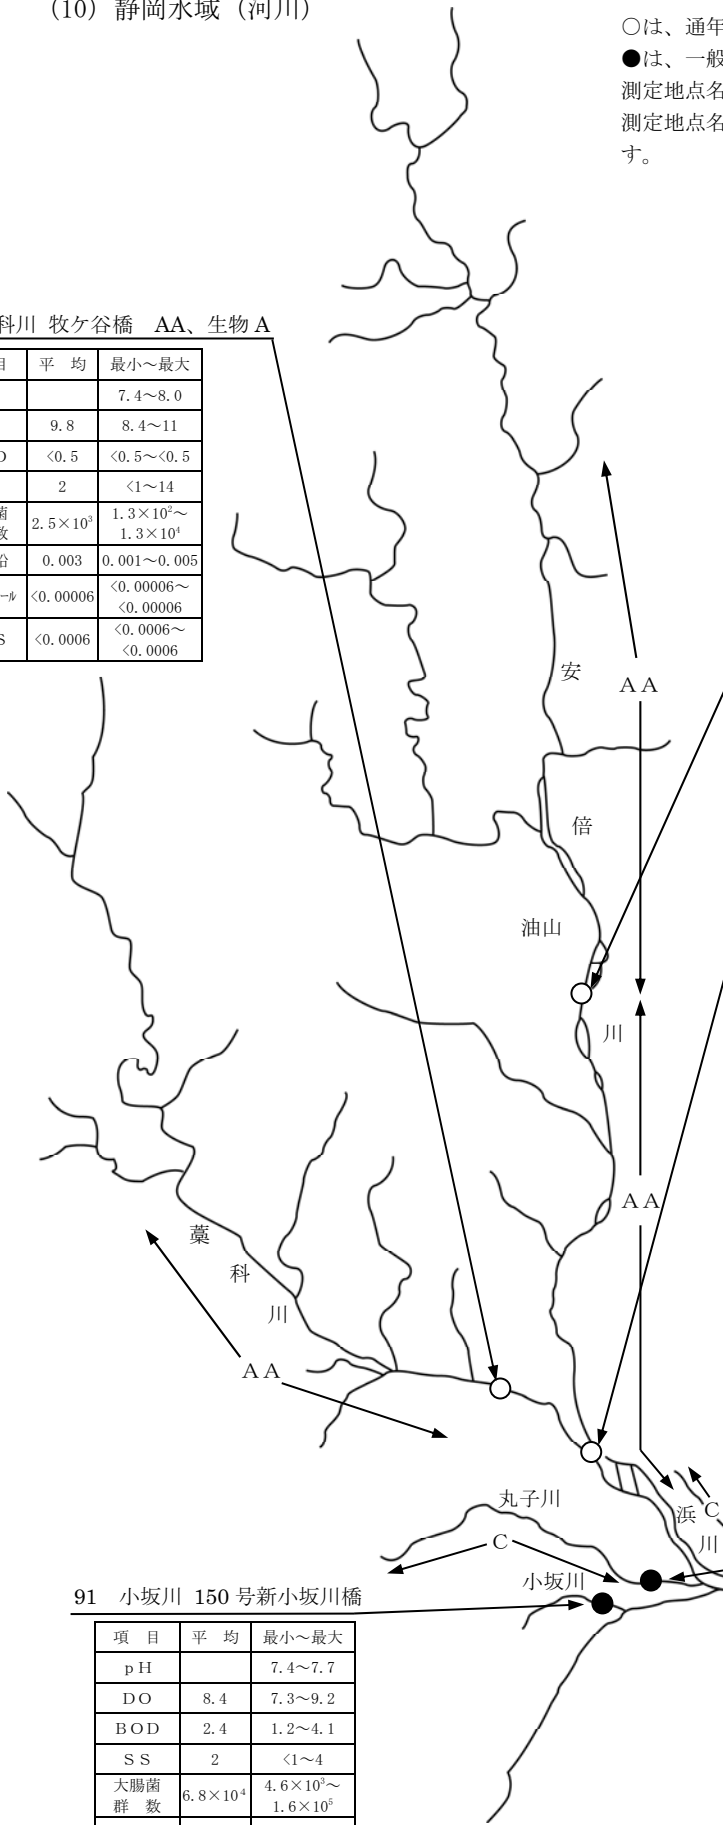 (10) 静岡水域（河川）
○は、通年
●は、一般
測定地点名
測定地点名
す。
科川 牧ケ谷橋 AA、生物 A
目 平 均 最小～最大
7.4～8.0
9.8 8.4～11
D <0.5 <0.5～<0.5
2 <1～14
菌
数 2.5×10³ 1.3×10²～
1.3×10⁴
鉛 0.003 0.001～0.005
ール <0.00006 <0.00006～
<0.00006
S <0.0006 <0.0006～
<0.0006
安
AA
倍
油山
川
AA
藁
科
川
AA
丸子川
C
浜
C
川
小坂川
91 小坂川 150 号新小坂川橋
項 目 平 均 最小～最大
pH 7.4～7.7
DO 8.4 7.3～9.2
BOD 2.4 1.2～4.1
SS 2 <1～4
大腸菌
群 数 6.8×10⁴ 4.6×10³～
1.6×10⁵